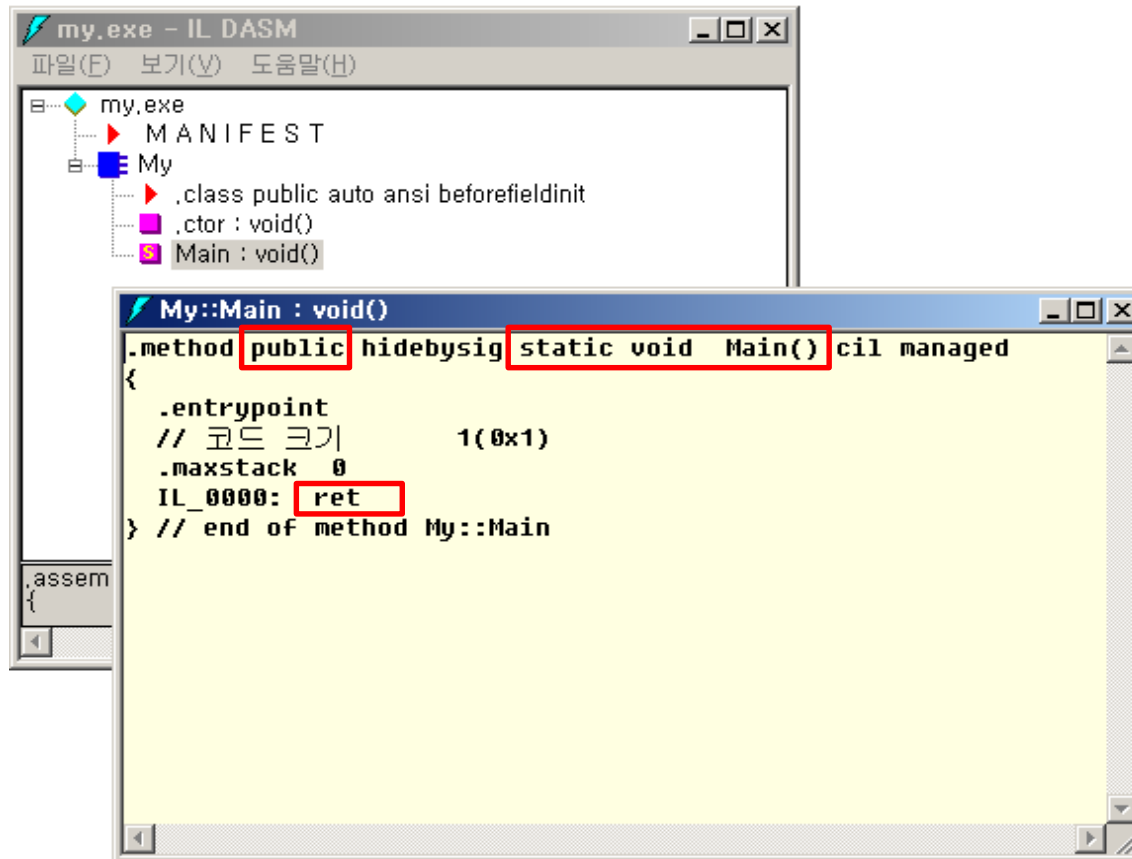 my.exe - IL DASM
파일(F) 보기(V) 도움말(H)
my.exe
M A N I F E S T
My
.class public auto ansi beforefieldinit
.ctor : void()
S Main : void()
.assem
{
My::Main : void()
.method public hidebysig static void  Main() cil managed
{
.entrypoint
// 코드 크기       1(0x1)
.maxstack  0
IL_0000:  ret
} // end of method My::Main